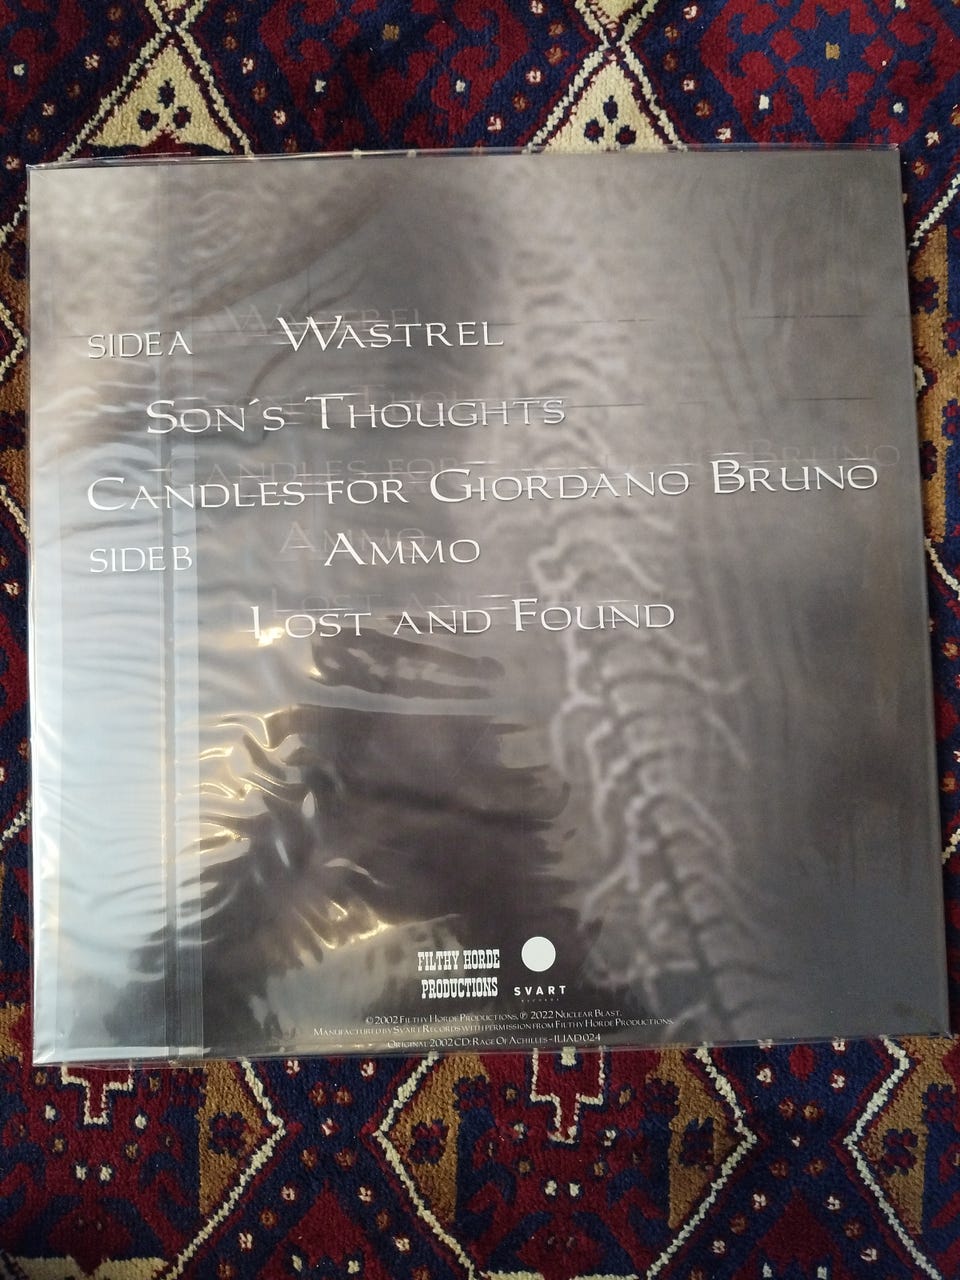 SIDE A WASTREL
SON´S THOUGHTS
CANDLES FOR GIORDANO BRUNO
SIDE B AMMO
LOST AND FOUND
FILTHY HORDE
PRODUCTIONS
SVART
RECORDS
© 2002 FILTHY HORDE PRODUCTIONS, ℗ 2022 NUCLEAR BLAST.
MANUFACTURED BY SVART RECORDS WITH PERMISSION FROM FILTHY HORDE PRODUCTIONS.
ORIGINAL 2002 CD: RAGE OF ACHILLES - ILIAD024